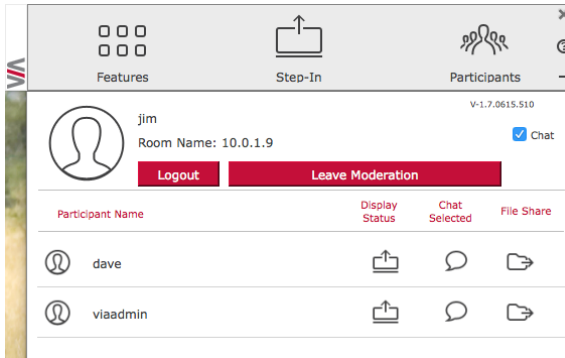 Features Step-In Participants
V-1.7.0615.510
jim
Chat
Room Name: 10.0.1.9
Logout Leave Moderation
Participant Name Display Status Chat Selected File Share
dave
viaadmin